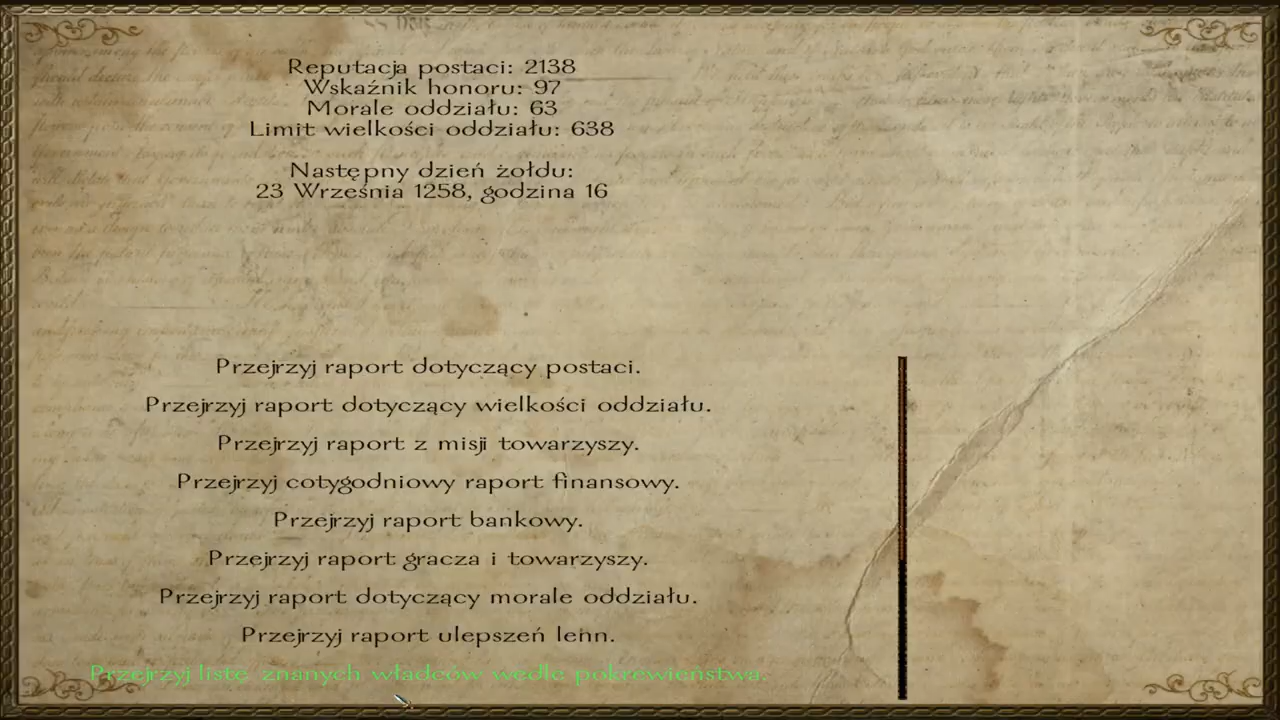 Reputacja postaci: 2138
Wskaźnik honoru: 97
Morale oddziału: 63
Limit wielkości oddziału: 638
Następny dzień żołdu:
23 Września 1258, godzina 16
Przejrzyj raport dotyczący postaci.
Przejrzyj raport dotyczący wielkości oddziału.
Przejrzyj raport z misji towarzyszy.
Przejrzyj cotygodniowy raport finansowy.
Przejrzyj raport bankowy.
Przejrzyj raport gracza i towarzyszy.
Przejrzyj raport dotyczący morale oddziału.
Przejrzyj raport ulepszeń lenn.
Przejrzyj listę znanych władców wedle pokrewieństwa.